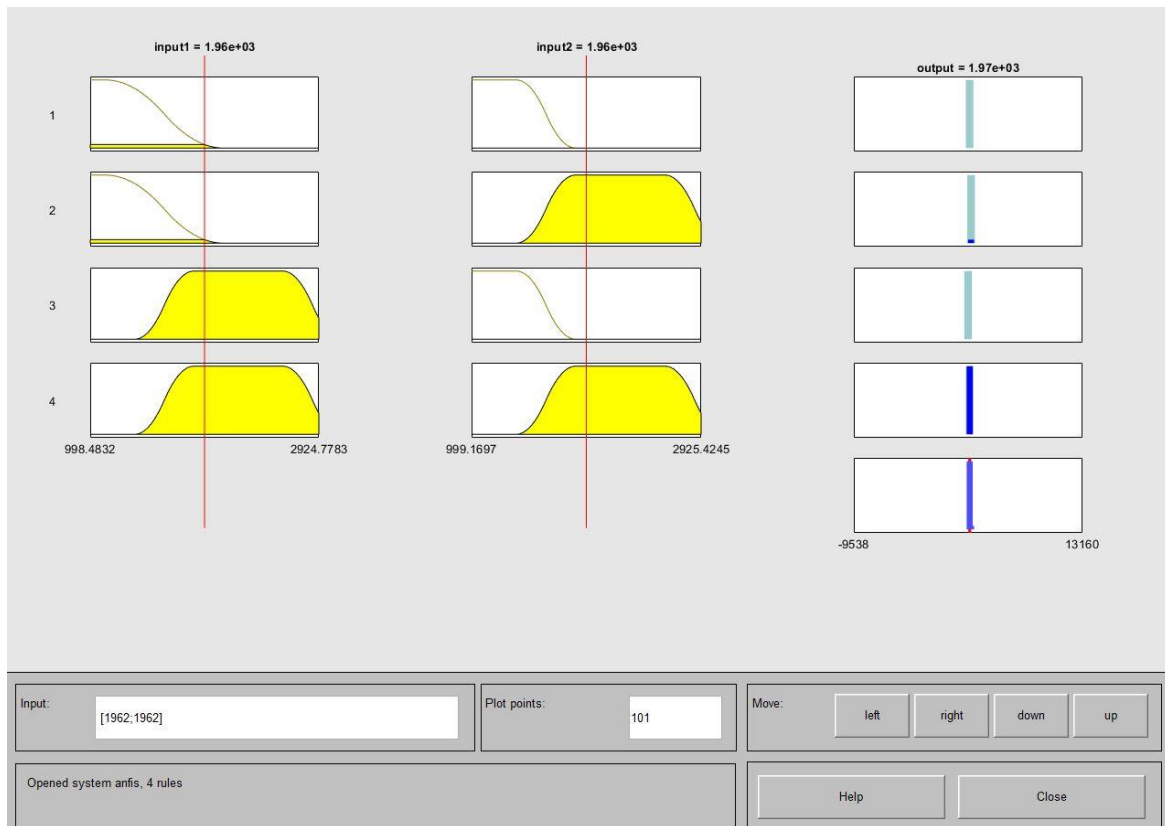 input1 = 1.96e+03
input2 = 1.96e+03
output = 1.97e+03
1
2
3
4
998.4832
2924.7783
999.1697
2925.4245
-9538
13160
Input:
[1962;1962]
Plot points:
101
Move:
left
right
down
up
Opened system anfis, 4 rules
Help
Close